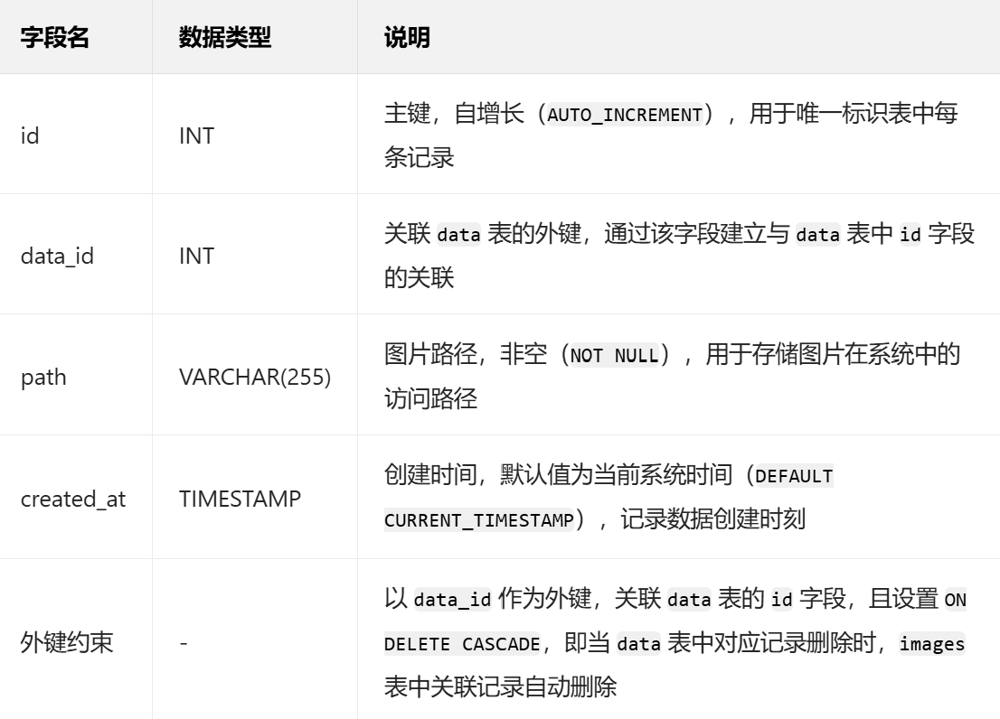 字段名 数据类型 说明
主键，自增长（AUTO_INCREMENT），用于唯一标识表中每
id INT
条记录
关联 data 表的外键，通过该字段建立与 data 表中 id 字段
data_id INT
的关联
图片路径，非空（NOT NULL），用于存储图片在系统中的
path VARCHAR(255)
访问路径
创建时间，默认值为当前系统时间（DEFAULT
created_at TIMESTAMP
CURRENT_TIMESTAMP），记录数据创建时刻
以 data_id 作为外键，关联 data 表的 id 字段，且设置 ON
外键约束 -
DELETE CASCADE，即当 data 表中对应记录删除时，images
表中关联记录自动删除